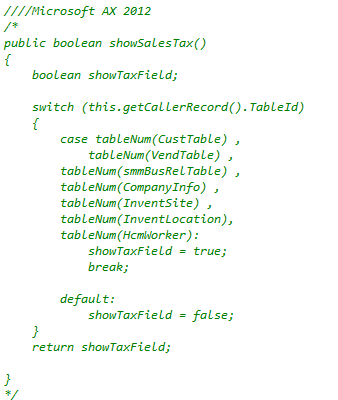 ////Microsoft AX 2012
/*
public boolean showSalesTax()
{
    boolean showTaxField;

    switch (this.getCallerRecord().TableId)
    {
        case tableNum(CustTable) ,
            tableNum(VendTable) ,
        tableNum(smmBusRelTable) ,
        tableNum(CompanyInfo) ,
        tableNum(InventSite) ,
        tableNum(InventLocation),
        tableNum(HcmWorker):
            showTaxField = true;
            break;

        default:
            showTaxField = false;
    }
    return showTaxField;

}
*/